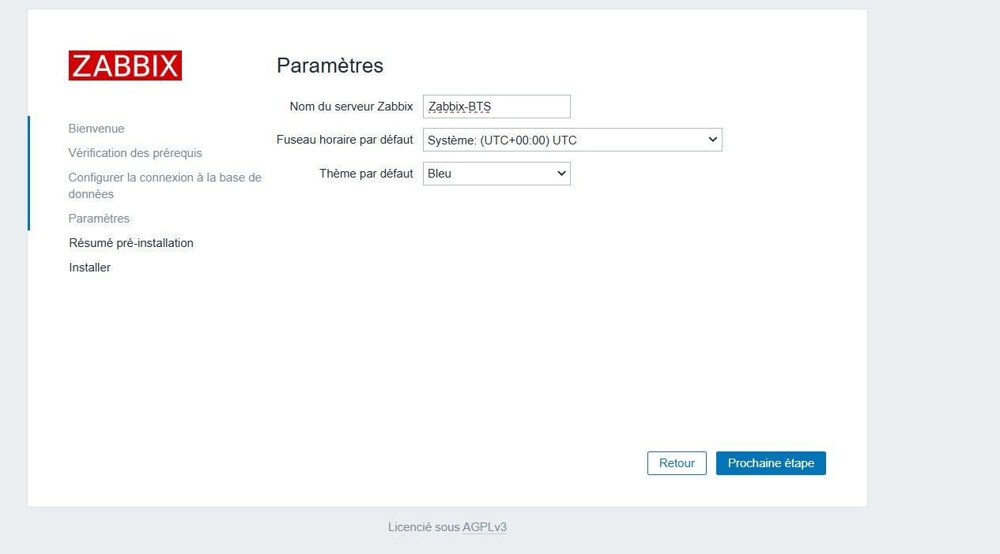 ZABBIX
Paramètres
Nom du serveur Zabbix Zabbix-BTS
Fuseau horaire par défaut Système: (UTC+00:00) UTC
Thème par défaut Bleu
Bienvenue
Vérification des prérequis
Configurer la connexion à la base de
données
Paramètres
Résumé pré-installation
Installer
Retour Prochaine étape
Licencié sous AGPLv3